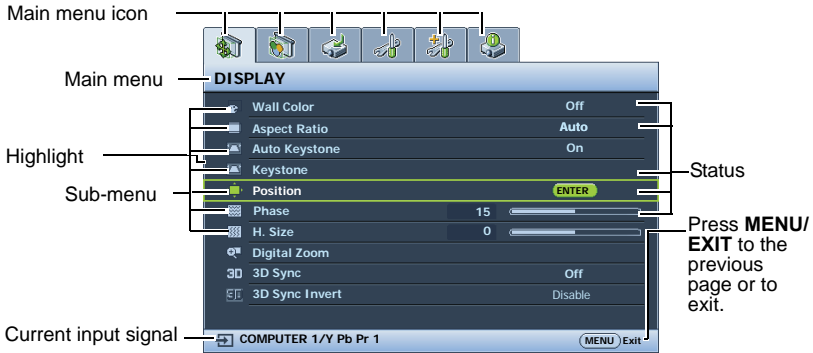 Main menu icon
Main menu
DISPLAY
Wall Color Off
Aspect Ratio Auto
Auto Keystone On
Highlight
Keystone
Status
Sub-menu
Position ENTER
Phase 15
H. Size 0
Press MENU/
EXIT to the
previous
page or to
exit.
Digital Zoom
3D 3D Sync Off
3D Sync Invert Disable
Current input signal
COMPUTER 1/Y Pb Pr 1
MENU Exit